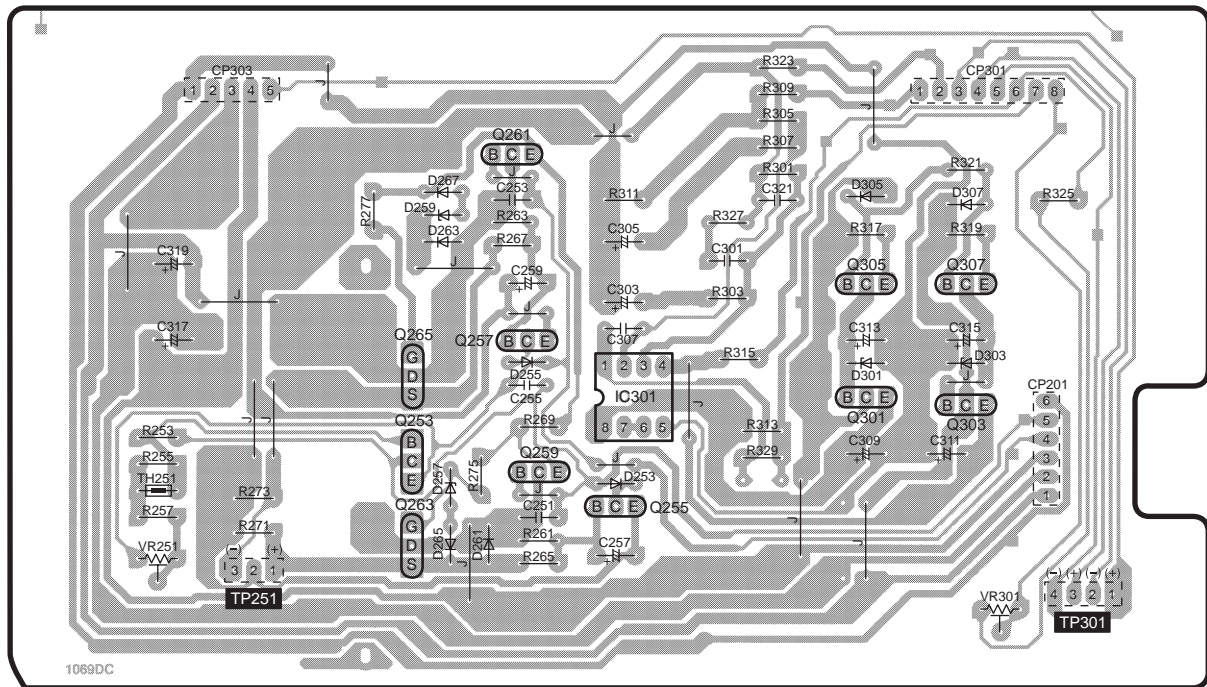 R323
CP303
CP301
1 2 3 4 5
J
R309
1 2 3 4 5 6 7 8
J
R305
J
Q261
J
R307
B C E
R301
R321
D267
J
C253
R311
C321
D305
D307
R325
R277
D259
R263
R327
D263
R267
C305
R317
R319
+
C319
J
C301
+
J
Q305
Q307
C259
+
C303
R303
B C E
B C E
J
+
J
C317
Q265
Q257
B C E
C307
C313
C315
+
+
+
G D S
1 2 3 4
R315
D303
D255
D301
J
C255
IC301
CP201
B C E
B C E
6
J
J
Q253
R269
J
Q301
Q303
5
R253
8 7 6 5
R313
4
B C E
Q259
C309
C311
3
R255
D257
R275
B C E
J
R329
+
+
2
TH251
D253
1
R273
J
R257
Q263
C251
B C E
Q255
J
J
R271
G D S
R261
VR251
(–) (+)
D265
D261
R265
C257
+
3 2 1
J
J
(–) (+) (–) (+)
TP251
VR301
4 3 2 1
TP301
1069DC